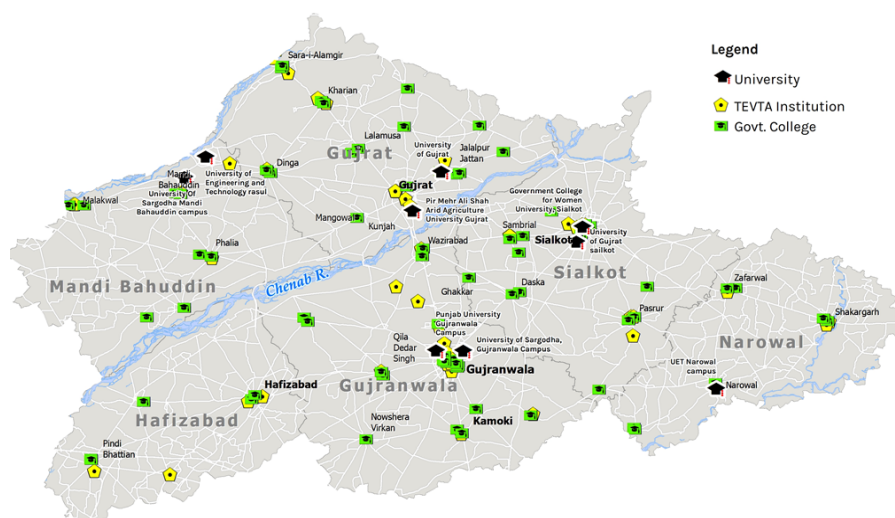 Legend
University
TEVTA Institution
Govt. College
Sara-i-Alamgir
Kharian
Lalamusa
Gujrat
University
of Gujrat
Jalalpur
Jattan
Dinga
University of
Engineering and
Technology rasul
Mandi
Bahauddin
University Of
Sargodha Mandi
Bahauddin campus
Malakwal
Gujrat
Pir Mehr Ali Shah
Arid Agriculture
University Gujrat
Government College
for Women
University, Sialkot
Mangowal
Kunjah
Sambrial
Sialkot
University
of Gujrat
sailkot
Phalia
Wazirabad
Sialkot
Mandi Bahuddin
Chenab R.
Ghakkar
Daska
Zafarwal
Pasrur
Shakargarh
Punjab University
Gujranwala
Campus
Qila
Dedar
Singh
University of Sargodha,
Gujranwala Campus
Narowal
Gujranwala
Gujranwala
UET Narowal
campus
Narowal
Hafizabad
Hafizabad
Nowshera
Virkan
Kamoki
Pindi
Bhattian